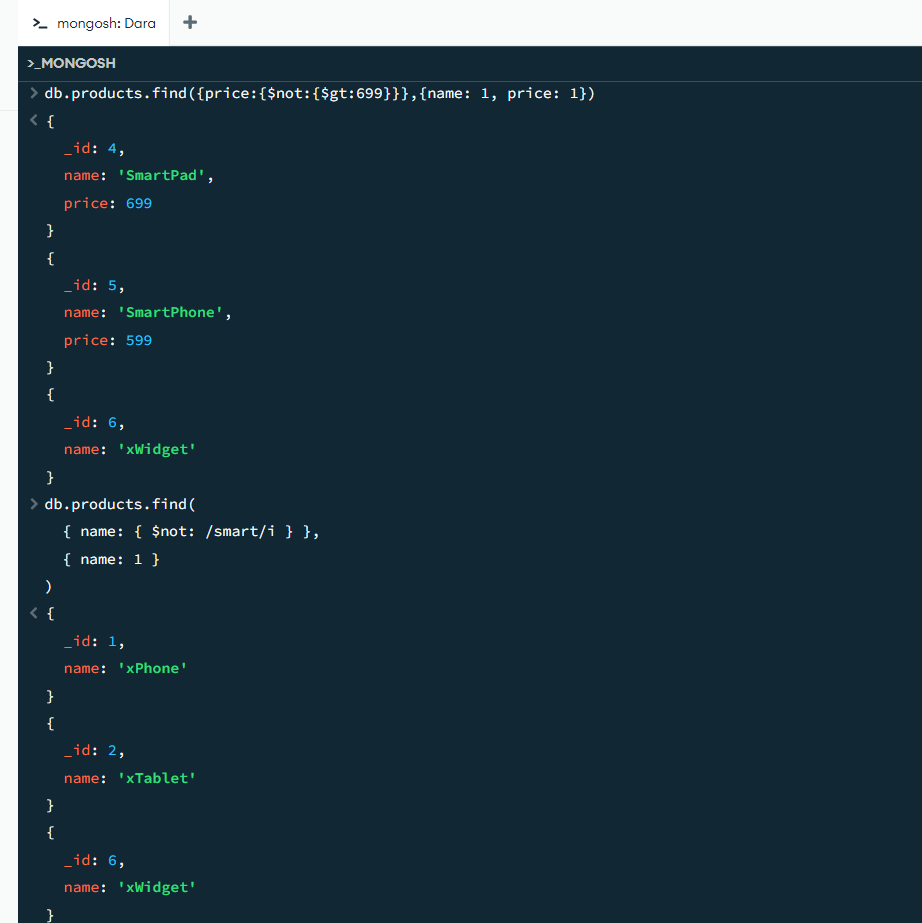 >_ mongosh: Dara +
>_MONGOSH
> db.products.find({price:{$not:{$gt:699}}},{name: 1, price: 1})
< {
_id: 4,
name: 'SmartPad',
price: 699
}
{
_id: 5,
name: 'SmartPhone',
price: 599
}
{
_id: 6,
name: 'xWidget'
}
> db.products.find(
{ name: { $not: /smart/i } },
{ name: 1 }
)
< {
_id: 1,
name: 'xPhone'
}
{
_id: 2,
name: 'xTablet'
}
{
_id: 6,
name: 'xWidget'
}